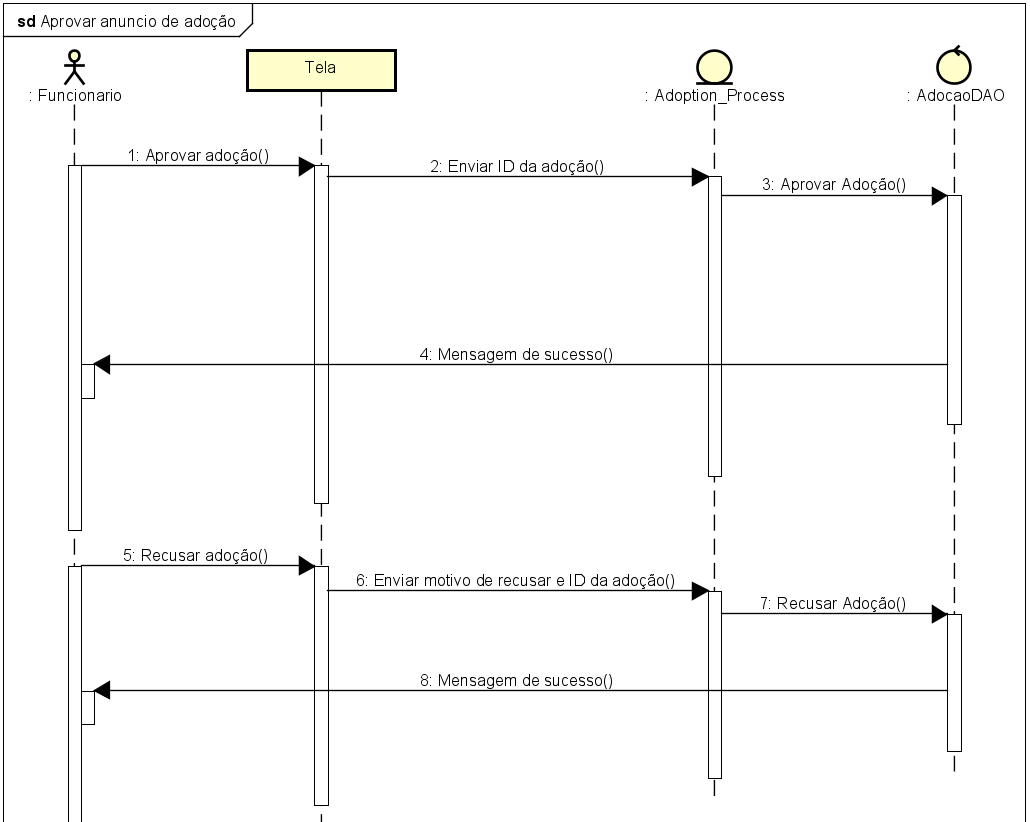 sd Aprovar anuncio de adoção
: Funcionario
Tela
: Adoption_Process
: AdocaoDAO
1: Aprovar adoção()
2: Enviar ID da adoção()
3: Aprovar Adoção()
4: Mensagem de sucesso()
5: Recusar adoção()
6: Enviar motivo de recusar e ID da adoção()
7: Recusar Adoção()
8: Mensagem de sucesso()